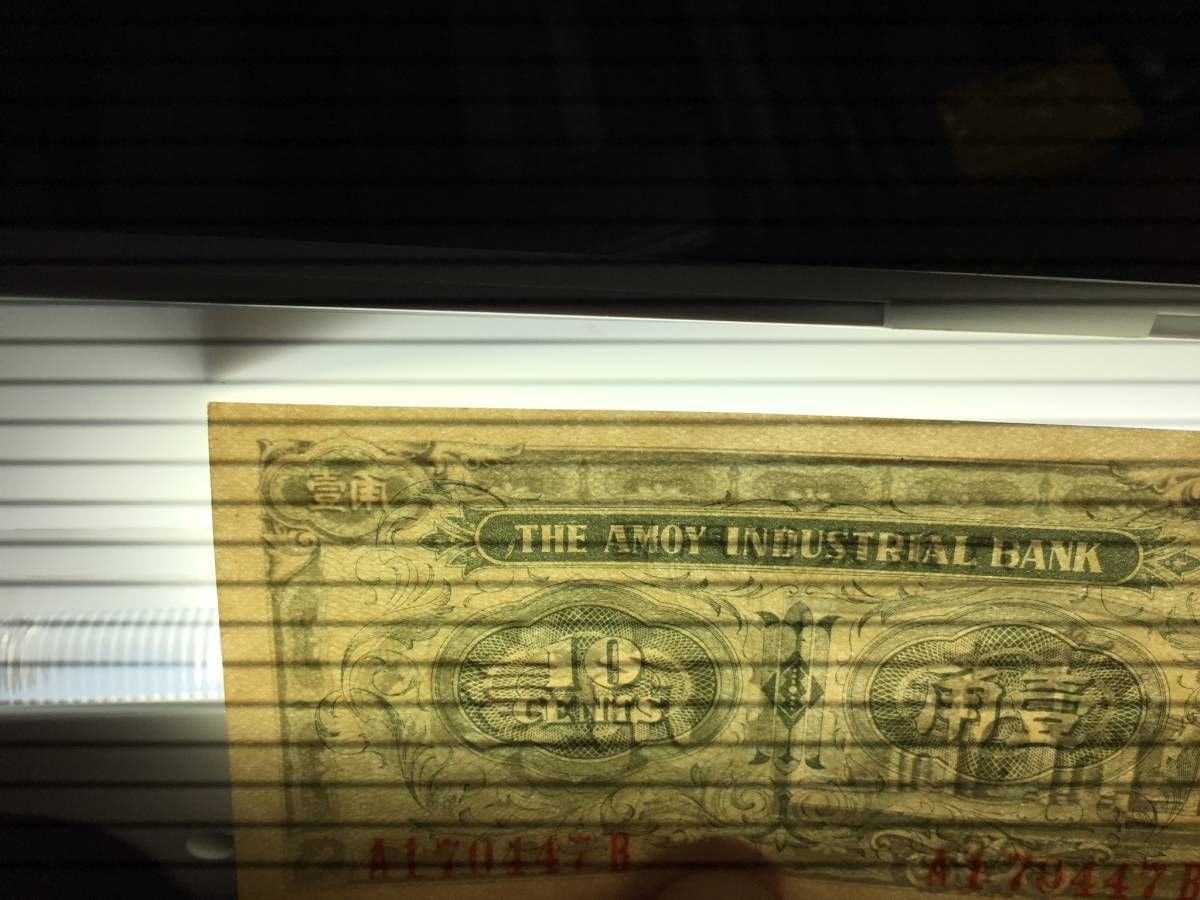 壹角
THE AMOY INDUSTRIAL BANK
10
CENTS
角壹
A170447B
A170447B